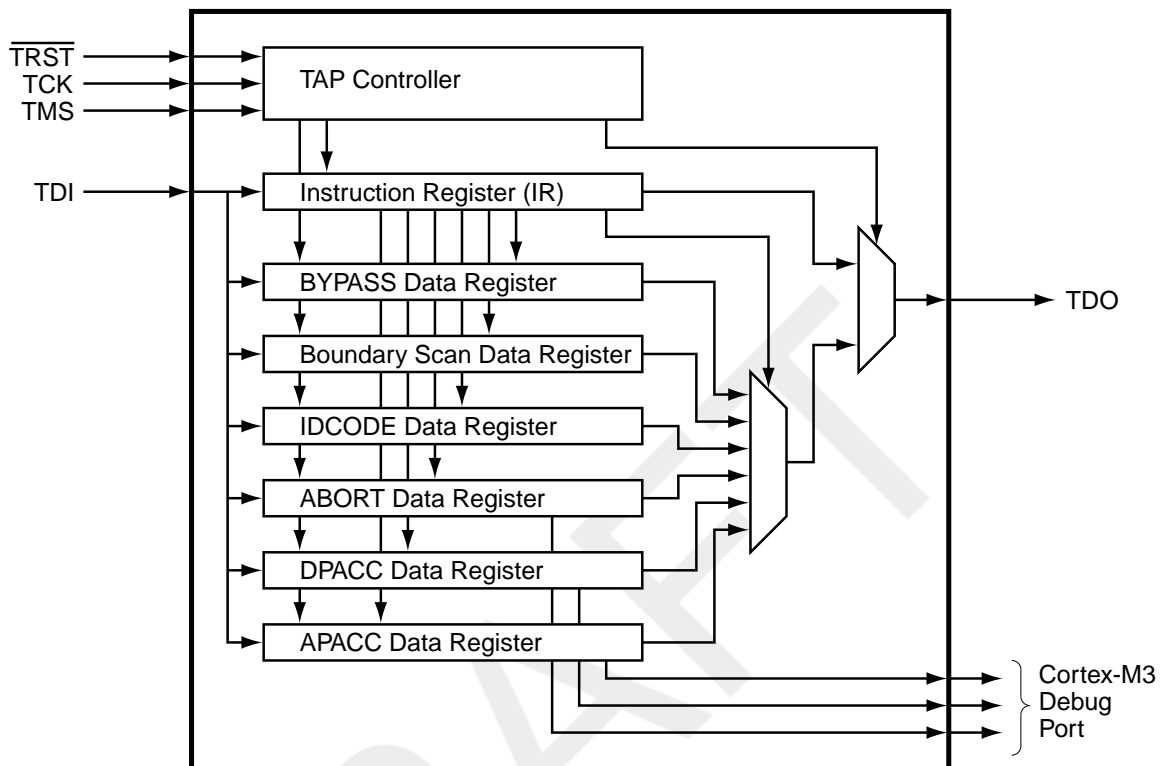 TRST
TCK
TMS
TDI
TAP Controller
Instruction Register (IR)
BYPASS Data Register
Boundary Scan Data Register
IDCODE Data Register
ABORT Data Register
DPACC Data Register
APACC Data Register
TDO
Cortex-M3
Debug
Port
DRAFT